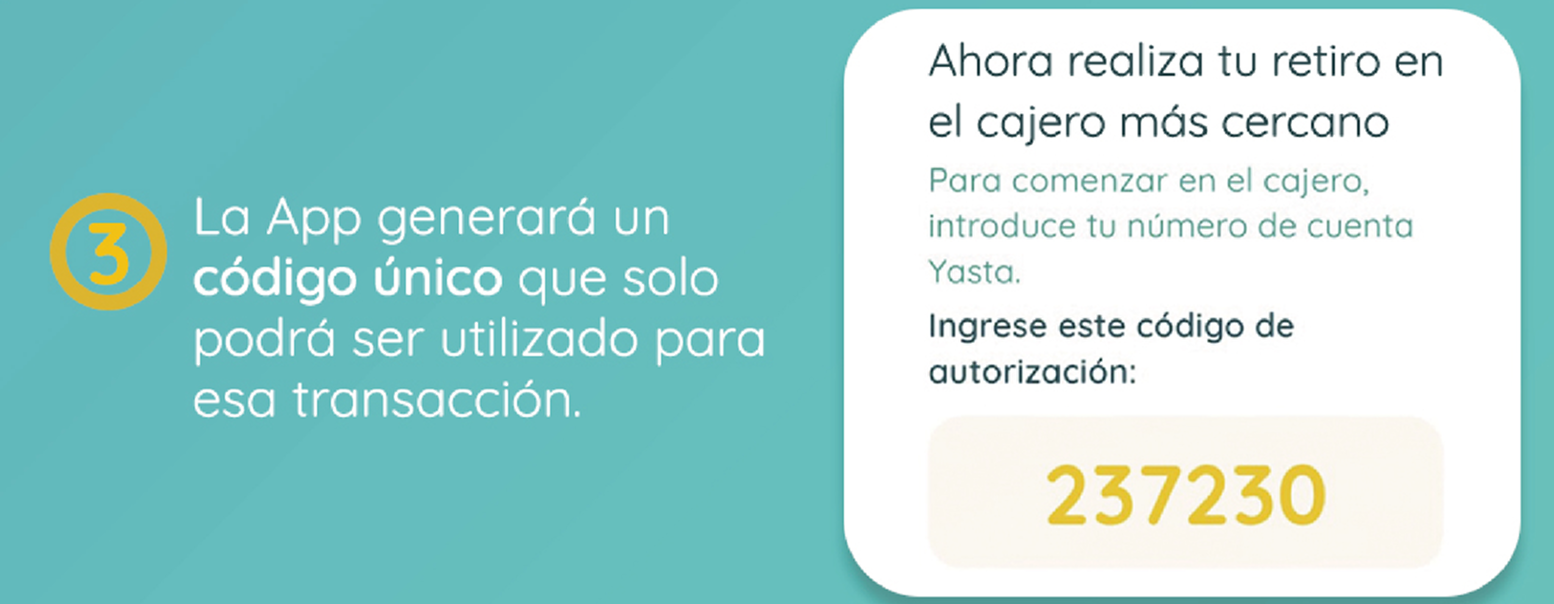 3
La App generará un
código único que solo
podrá ser utilizado para
esa transacción.
Ahora realiza tu retiro en
el cajero más cercano
Para comenzar en el cajero,
introduce tu número de cuenta
Yasta.
Ingrese este código de
autorización:
237230